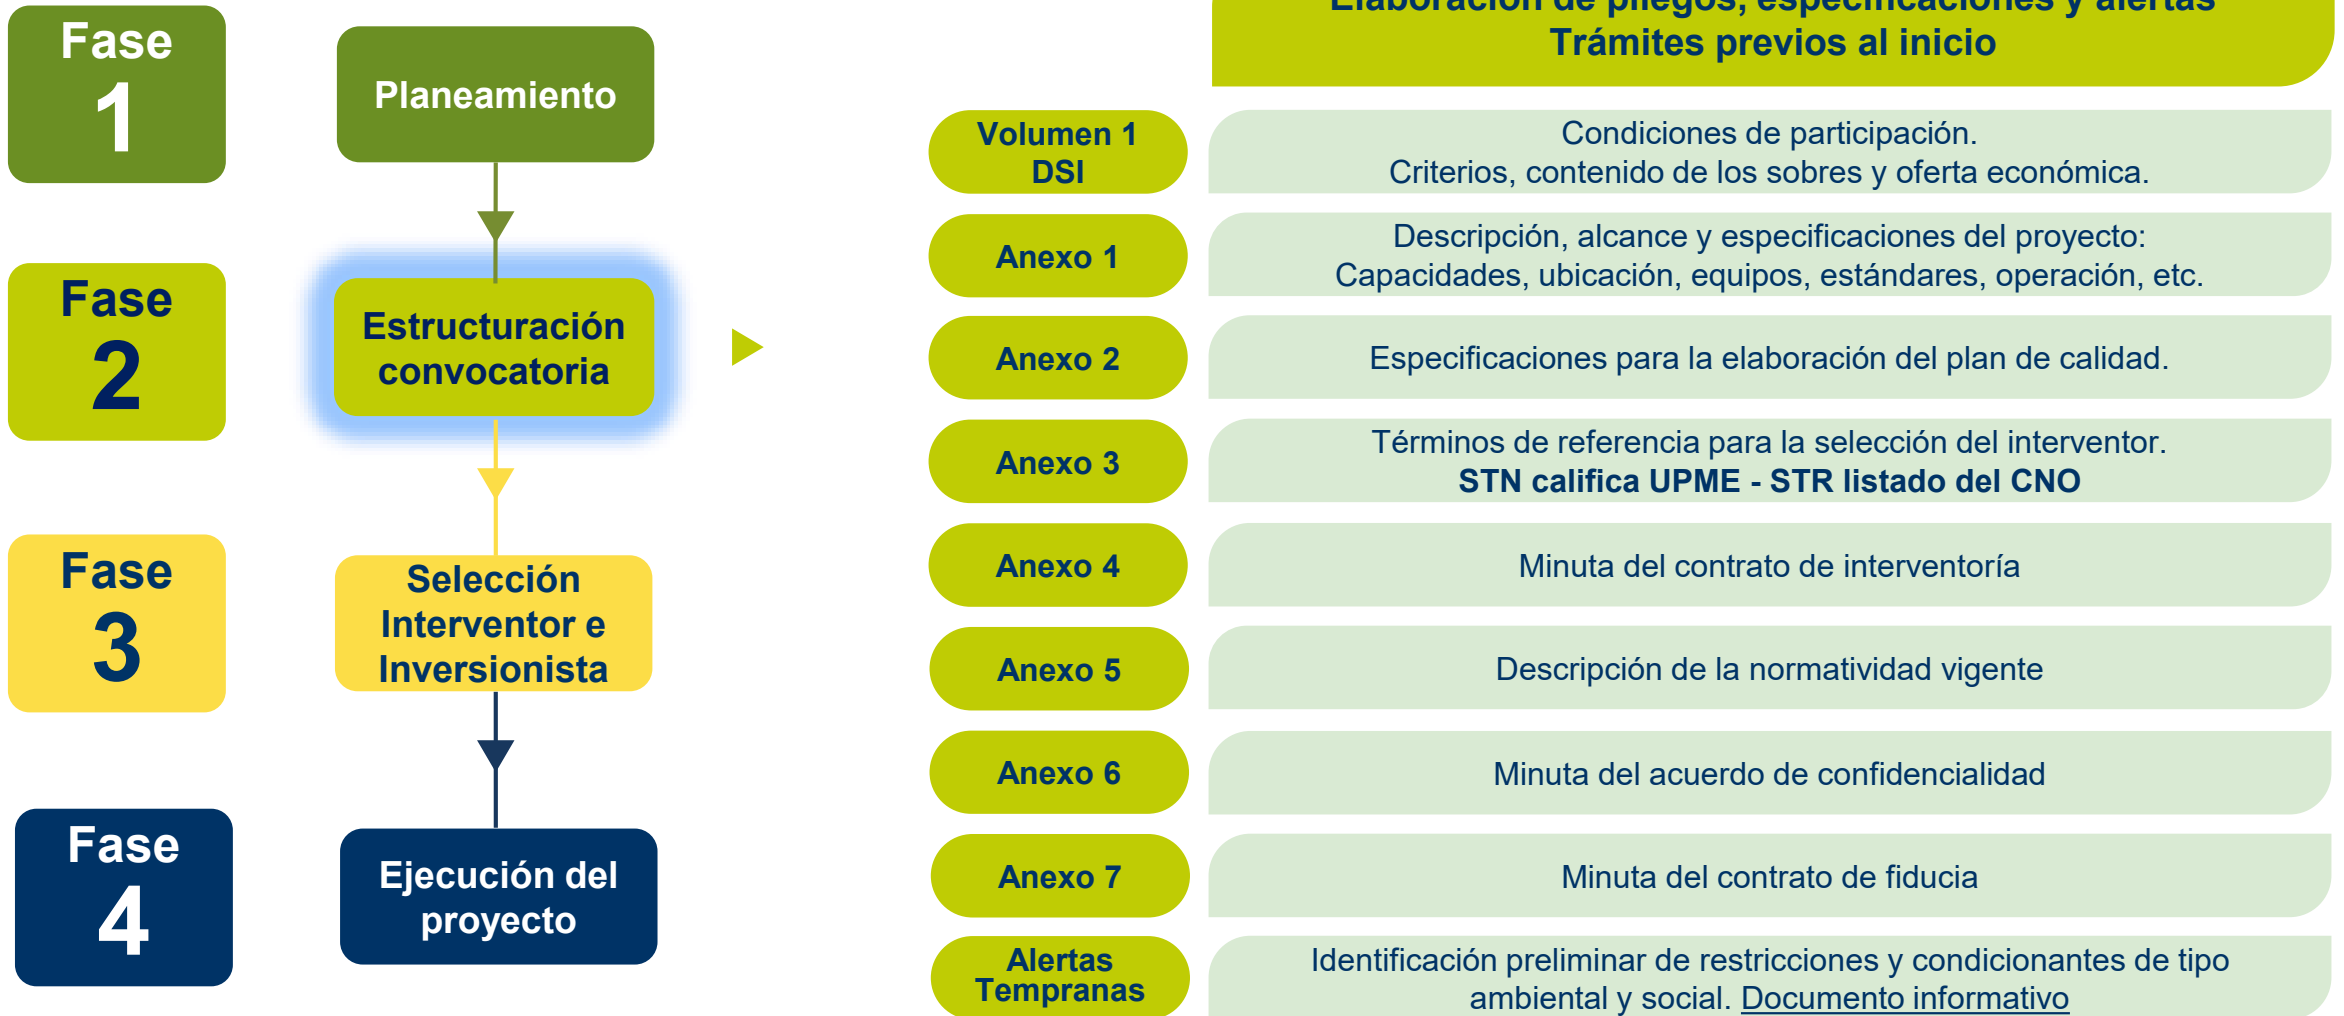 Fase
1
Planeamiento
Fase
2
Estructuración
convocatoria
Fase
3
Selección
Interventor e
Inversionista
Fase
4
Ejecución del
proyecto
Elaboración de pliegos, especificaciones y alertas
Trámites previos al inicio
Volumen 1
DSI
Condiciones de participación.
Criterios, contenido de los sobres y oferta económica.
Anexo 1
Descripción, alcance y especificaciones del proyecto:
Capacidades, ubicación, equipos, estándares, operación, etc.
Anexo 2
Especificaciones para la elaboración del plan de calidad.
Anexo 3
Términos de referencia para la selección del interventor.
STN califica UPME - STR listado del CNO
Anexo 4
Minuta del contrato de interventoría
Anexo 5
Descripción de la normatividad vigente
Anexo 6
Minuta del acuerdo de confidencialidad
Anexo 7
Minuta del contrato de fiducia
Alertas
Tempranas
Identificación preliminar de restricciones y condicionantes de tipo
ambiental y social. Documento informativo